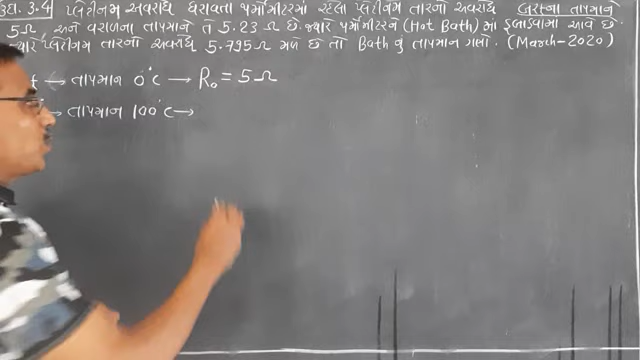 ઉદા. 3.4 પ્લેટીનમ અવરોધ ધરાવતા થર્મોમીટરમાં રહેલા પ્લેટીનમ તારનો અવરોધ બરફના તાપમાને
5Ω, અને વરાળના તાપમાને તે 5.23 Ω છે. જ્યારે થર્મોમીટરને (Hot Bath) માં ડુબાડવામાં આવે છે.
ત્યારે પ્લેટીનમ તારનો અવરોધ 5.795Ω મળે છે તો Bath નું તાપમાન ગણો. (March-2020)
→ તાપમાન 0°C → R₀ = 5Ω
→ તાપમાન 100°C →